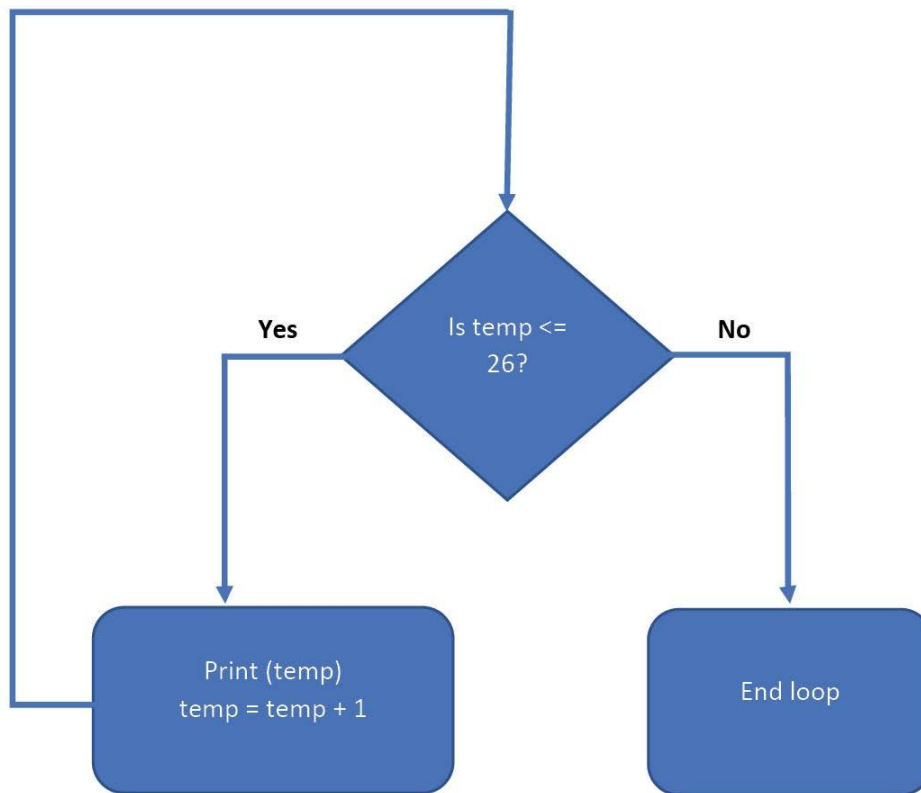 Is temp <=
26?
Yes
No
Print (temp)
temp = temp + 1
End loop